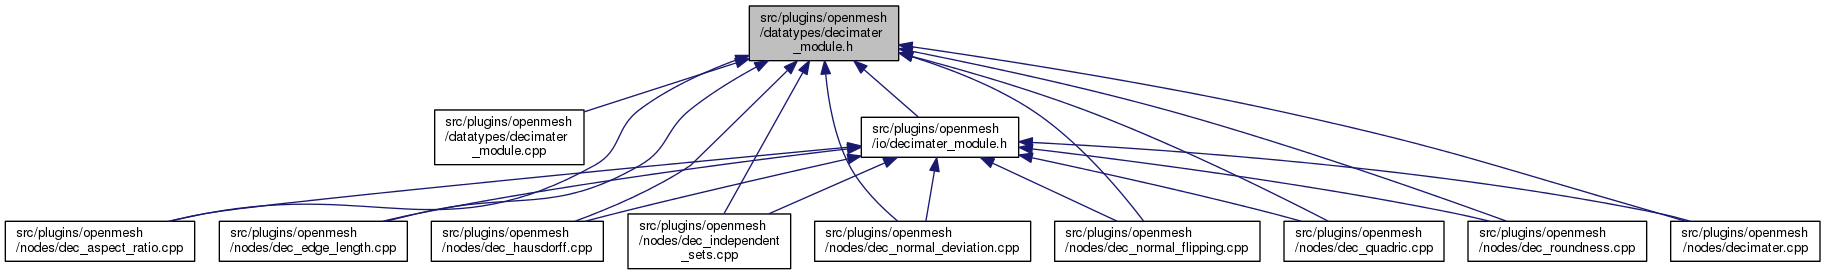 src/plugins/openmesh
/datatypes/decimater
_module.h
src/plugins/openmesh
/datatypes/decimater
_module.cpp
src/plugins/openmesh
/io/decimater_module.h
src/plugins/openmesh
/nodes/dec_aspect_ratio.cpp
src/plugins/openmesh
/nodes/dec_edge_length.cpp
src/plugins/openmesh
/nodes/dec_hausdorff.cpp
src/plugins/openmesh
/nodes/dec_independent
_sets.cpp
src/plugins/openmesh
/nodes/dec_normal_deviation.cpp
src/plugins/openmesh
/nodes/dec_normal_flipping.cpp
src/plugins/openmesh
/nodes/dec_quadric.cpp
src/plugins/openmesh
/nodes/dec_roundness.cpp
src/plugins/openmesh
/nodes/decimater.cpp